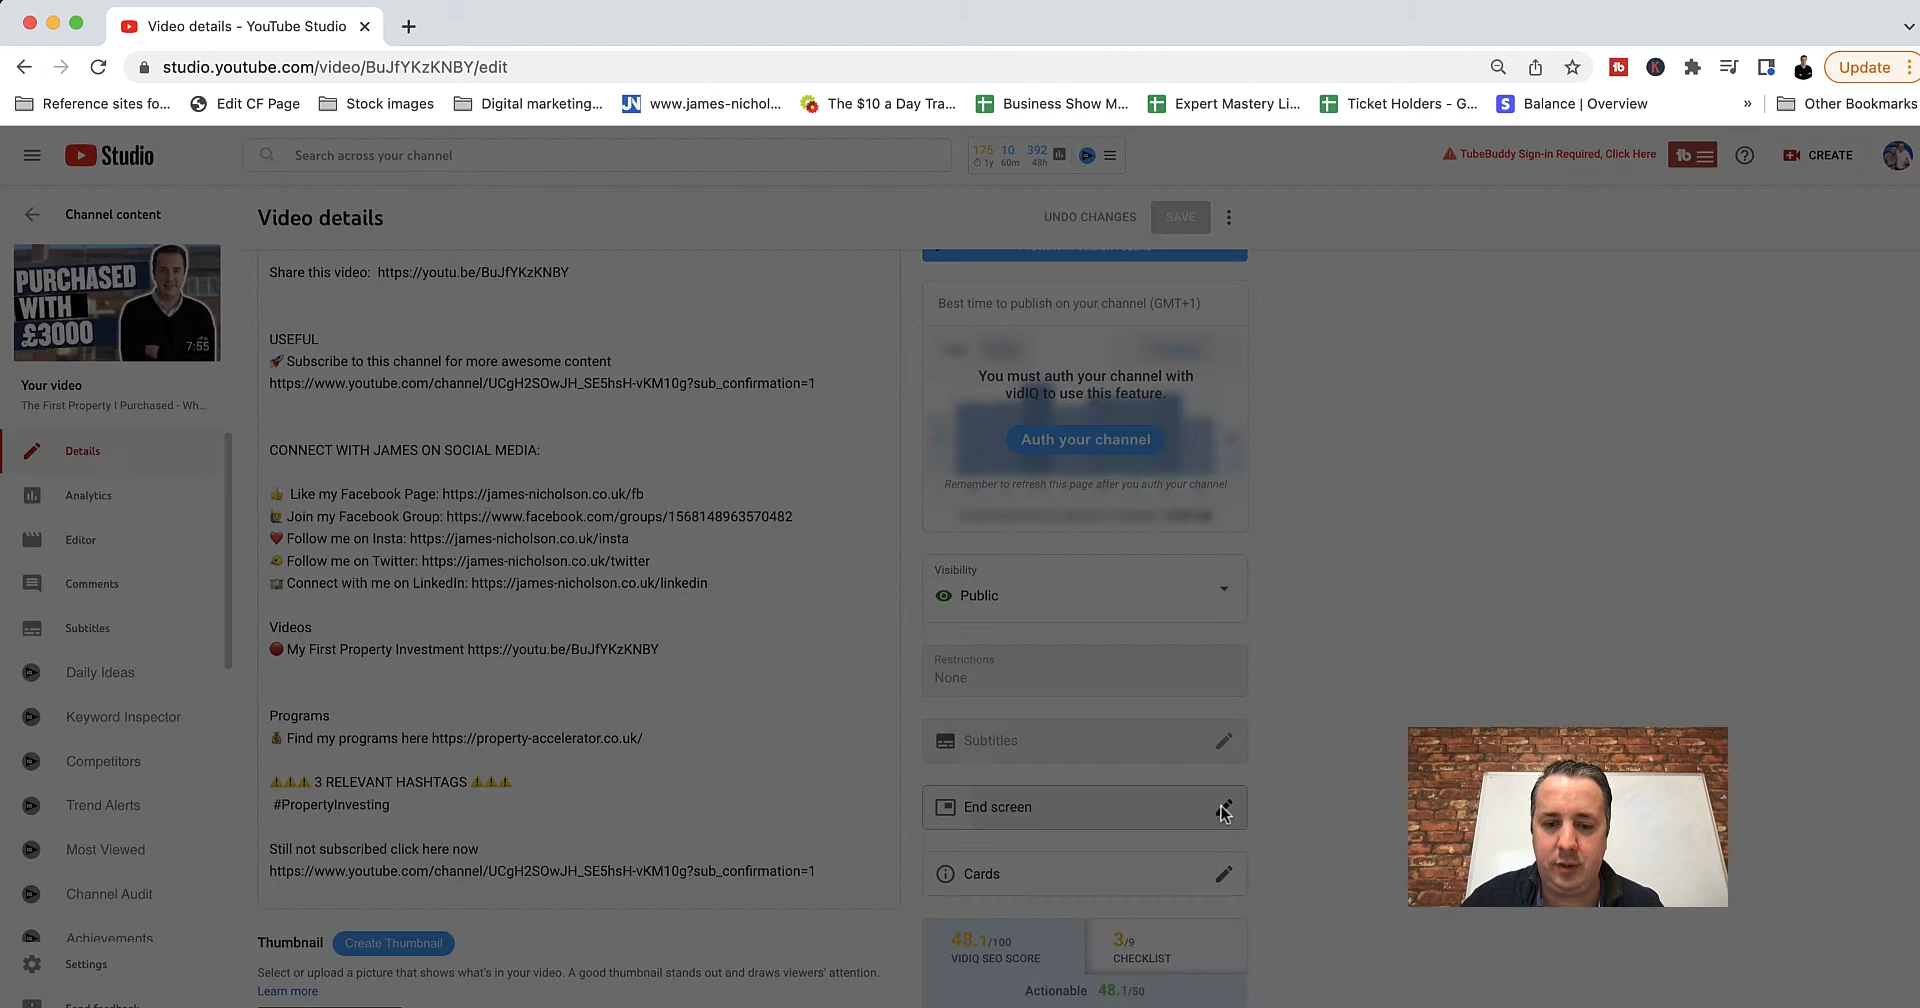 Video details - YouTube Studio
studio.youtube.com/video/BuJfYKzKNBY/edit
Update
Reference sites fo...
Edit CF Page
Stock images
Digital marketing...
JN www.james-nichol...
The $10 a Day Tra...
Business Show M...
Expert Mastery Li...
Ticket Holders - G...
S Balance | Overview
»
Other Bookmarks
Studio
Search across your channel
175 10 392
1y 60m 48h
TubeBuddy Sign-in Required, Click Here
tb
CREATE
Channel content
Video details
UNDO CHANGES
SAVE
PURCHASED
WITH
£3000
7:55
Your video
The First Property I Purchased - Wh...
Details
Analytics
Editor
Comments
Subtitles
Daily Ideas
Keyword Inspector
Competitors
Trend Alerts
Most Viewed
Channel Audit
Achievements
Settings
Send feedback
Share this video:  https://youtu.be/BuJfYKzKNBY
USEFUL
🚀 Subscribe to this channel for more awesome content
https://www.youtube.com/channel/UCgH2SOwJH_SE5hsH-vKM10g?sub_confirmation=1
CONNECT WITH JAMES ON SOCIAL MEDIA:
👍 Like my Facebook Page: https://james-nicholson.co.uk/fb
Join my Facebook Group: https://www.facebook.com/groups/1568148963570482
❤️ Follow me on Insta: https://james-nicholson.co.uk/insta
Follow me on Twitter: https://james-nicholson.co.uk/twitter
Connect with me on LinkedIn: https://james-nicholson.co.uk/linkedin
Videos
🔴 My First Property Investment https://youtu.be/BuJfYKzKNBY
Programs
💰 Find my programs here https://property-accelerator.co.uk/
⚠️⚠️⚠️ 3 RELEVANT HASHTAGS ⚠️⚠️⚠️
#PropertyInvesting
Still not subscribed click here now
https://www.youtube.com/channel/UCgH2SOwJH_SE5hsH-vKM10g?sub_confirmation=1
Thumbnail
Create Thumbnail
Select or upload a picture that shows what's in your video. A good thumbnail stands out and draws viewers' attention.
Learn more
Best time to publish on your channel (GMT+1)
You must auth your channel with
vidIQ to use this feature.
Auth your channel
Remember to refresh this page after you auth your channel
Visibility
Public
Restrictions
None
Subtitles
End screen
Cards
48.1/100
VIDIQ SEO SCORE
3/9
CHECKLIST
Actionable 48.1/50